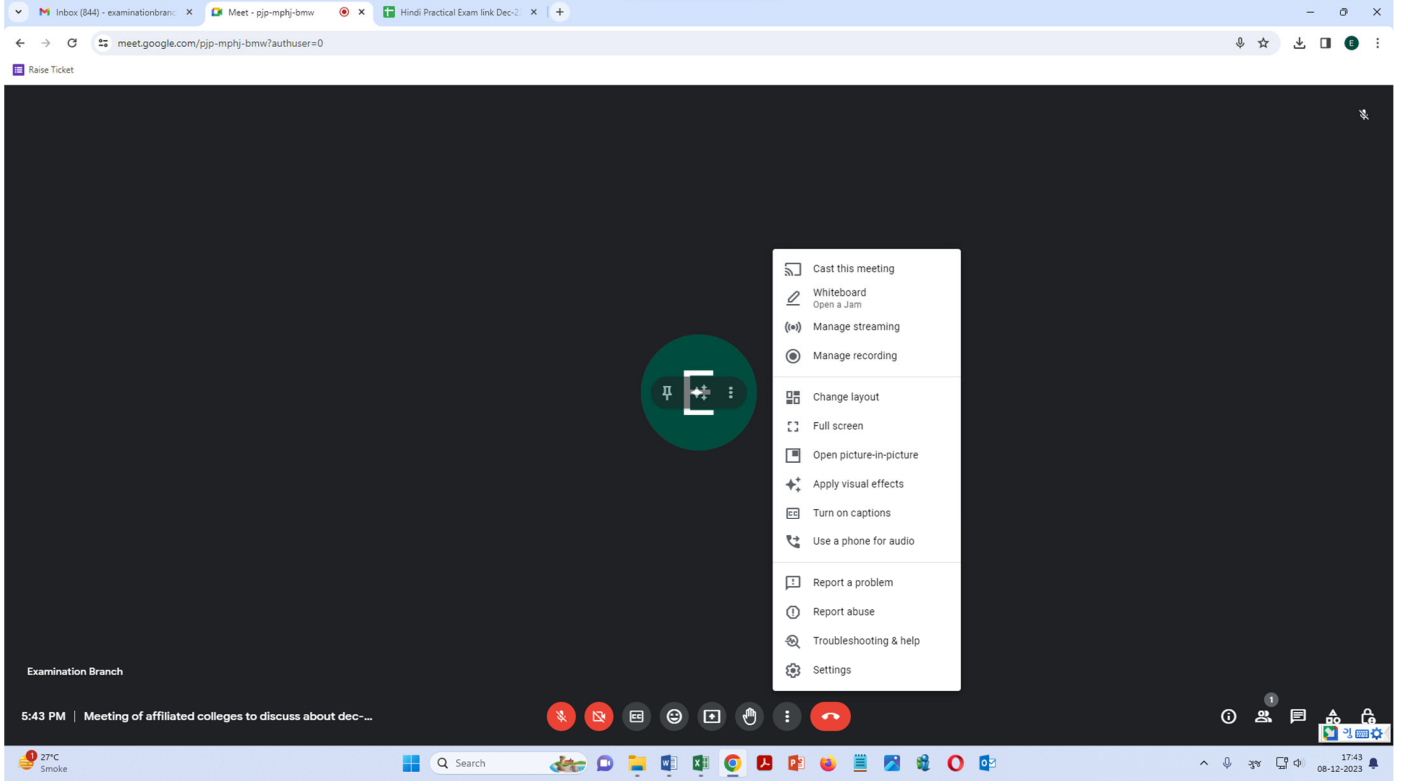 Inbox (844) - examinationbranc
Meet - pjp-mphj-bmw
Hindi Practical Exam link Dec-2
meet.google.com/pjp-mphj-bmw?authuser=0
E
Raise Ticket
E
Cast this meeting
Whiteboard
Open a Jam
Manage streaming
Manage recording
Change layout
Full screen
Open picture-in-picture
Apply visual effects
CC Turn on captions
Use a phone for audio
Report a problem
Report abuse
Troubleshooting & help
Settings
Examination Branch
5:43 PM | Meeting of affiliated colleges to discuss about dec-...
CC
1
1
27°C
Smoke
Search
17:43
08-12-2023